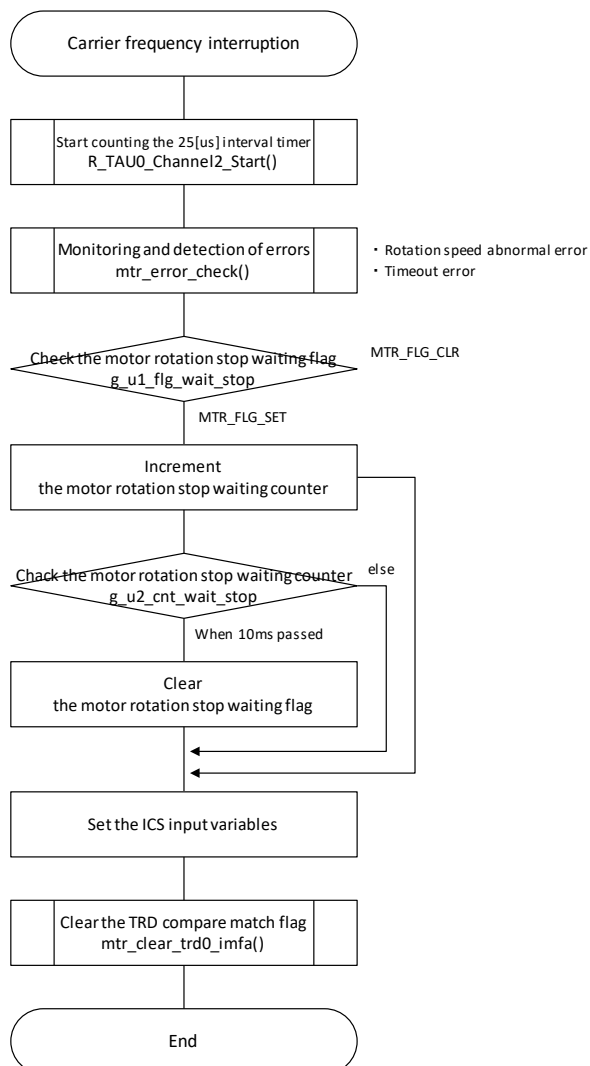 Carrier frequency interruption
Start counting the 25[us] interval timer
R_TAU0_Channel2_Start()
Monitoring and detection of errors
mtr_error_check()
・Rotation speed abnormal error
・Timeout error
Check the motor rotation stop waiting flag
g_u1_flg_wait_stop
MTR_FLG_CLR
MTR_FLG_SET
Increment
the motor rotation stop waiting counter
Chack the motor rotation stop waiting counter
g_u2_cnt_wait_stop
else
When 10ms passed
Clear
the motor rotation stop waiting flag
Set the ICS input variables
Clear the TRD compare match flag
mtr_clear_trd0_imfa()
End